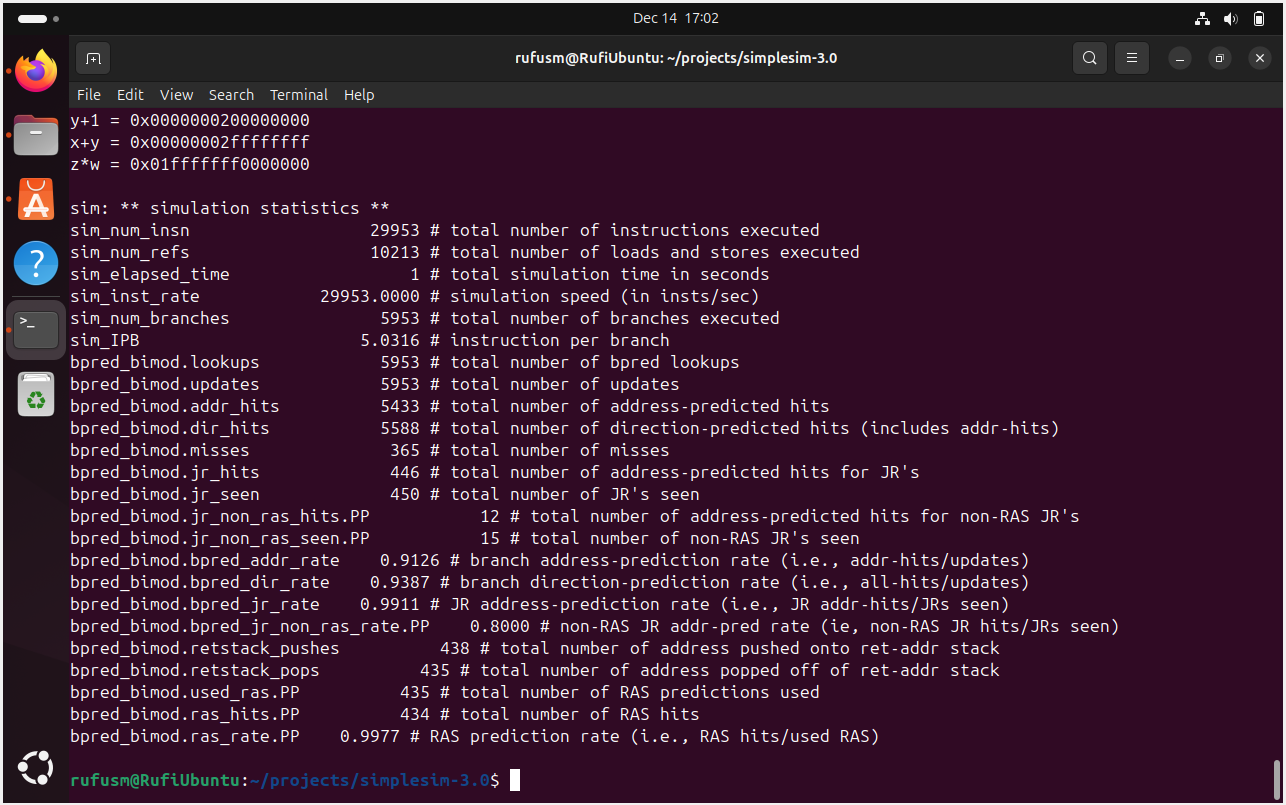 Dec 14 17:02
rufusm@RufiUbuntu: ~/projects/simplesim-3.0
File Edit View Search Terminal Help
y+1 = 0x0000000200000000
x+y = 0x00000002ffffffff
z*w = 0x01fffffff0000000
sim: ** simulation statistics **
sim_num_insn 29953 # total number of instructions executed
sim_num_refs 10213 # total number of loads and stores executed
sim_elapsed_time 1 # total simulation time in seconds
sim_inst_rate 29953.0000 # simulation speed (in insts/sec)
sim_num_branches 5953 # total number of branches executed
sim_IPB 5.0316 # instruction per branch
bpred_bimod.lookups 5953 # total number of bpred lookups
bpred_bimod.updates 5953 # total number of updates
bpred_bimod.addr_hits 5433 # total number of address-predicted hits
bpred_bimod.dir_hits 5588 # total number of direction-predicted hits (includes addr-hits)
bpred_bimod.misses 365 # total number of misses
bpred_bimod.jr_hits 446 # total number of address-predicted hits for JR's
bpred_bimod.jr_seen 450 # total number of JR's seen
bpred_bimod.jr_non_ras_hits.PP 12 # total number of address-predicted hits for non-RAS JR's
bpred_bimod.jr_non_ras_seen.PP 15 # total number of non-RAS JR's seen
bpred_bimod.bpred_addr_rate 0.9126 # branch address-prediction rate (i.e., addr-hits/updates)
bpred_bimod.bpred_dir_rate 0.9387 # branch direction-prediction rate (i.e., all-hits/updates)
bpred_bimod.bpred_jr_rate 0.9911 # JR address-prediction rate (i.e., JR addr-hits/JRs seen)
bpred_bimod.bpred_jr_non_ras_rate.PP 0.8000 # non-RAS JR addr-pred rate (ie, non-RAS JR hits/JRs seen)
bpred_bimod.retstack_pushes 438 # total number of address pushed onto ret-addr stack
bpred_bimod.retstack_pops 435 # total number of address popped off of ret-addr stack
bpred_bimod.used_ras.PP 435 # total number of RAS predictions used
bpred_bimod.ras_hits.PP 434 # total number of RAS hits
bpred_bimod.ras_rate.PP 0.9977 # RAS prediction rate (i.e., RAS hits/used RAS)
rufusm@RufiUbuntu:~/projects/simplesim-3.0$